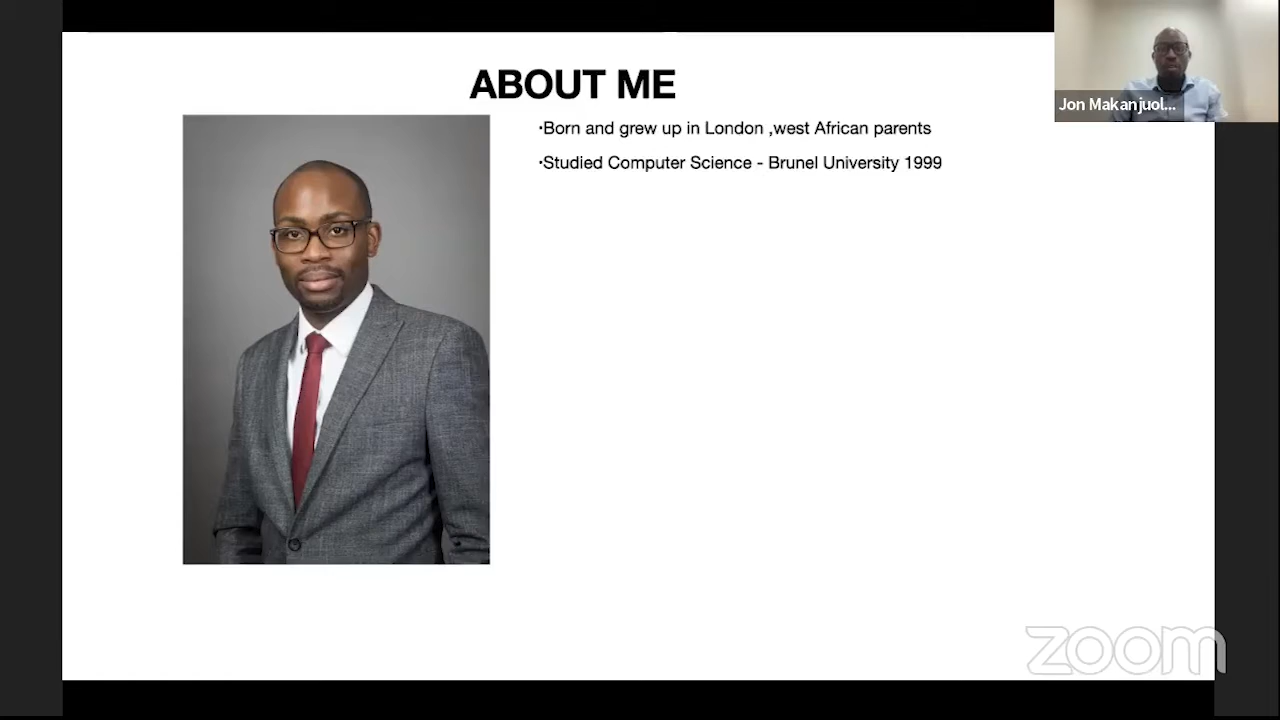 ABOUT ME
Jon Makanjuol...
·Born and grew up in London ,west African parents
·Studied Computer Science - Brunel University 1999
zoom